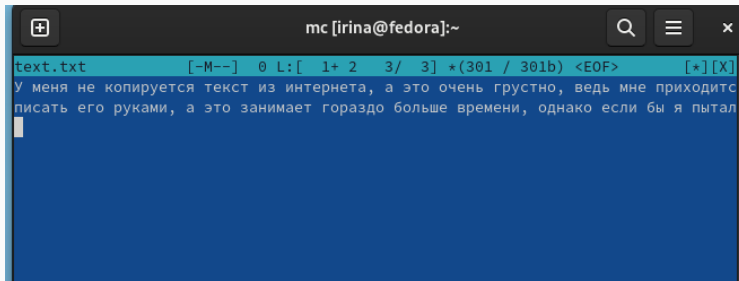 mc [irina@fedora]:~
text.txt [-M--] 0 L:[ 1+ 2 3/ 3] *(301 / 301b) <EOF> [*][X]
У меня не копируется текст из интернета, а это очень грустно, ведь мне приходитс
писать его руками, а это занимает гораздо больше времени, однако если бы я пытал